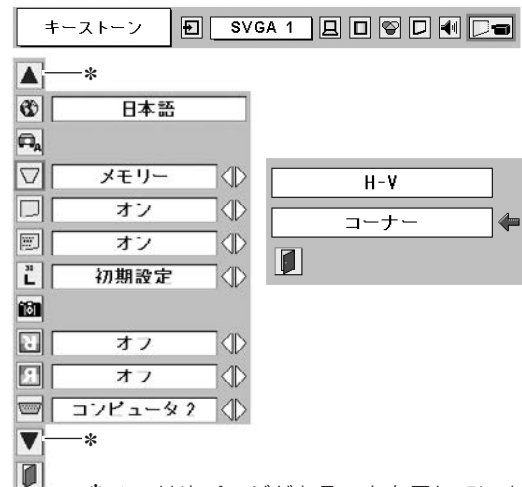 キーストーン
SVGA 1
*
日本語
メモリー
オン
オン
初期設定
オフ
オフ
コンピュータ 2
*
H-V
コーナー